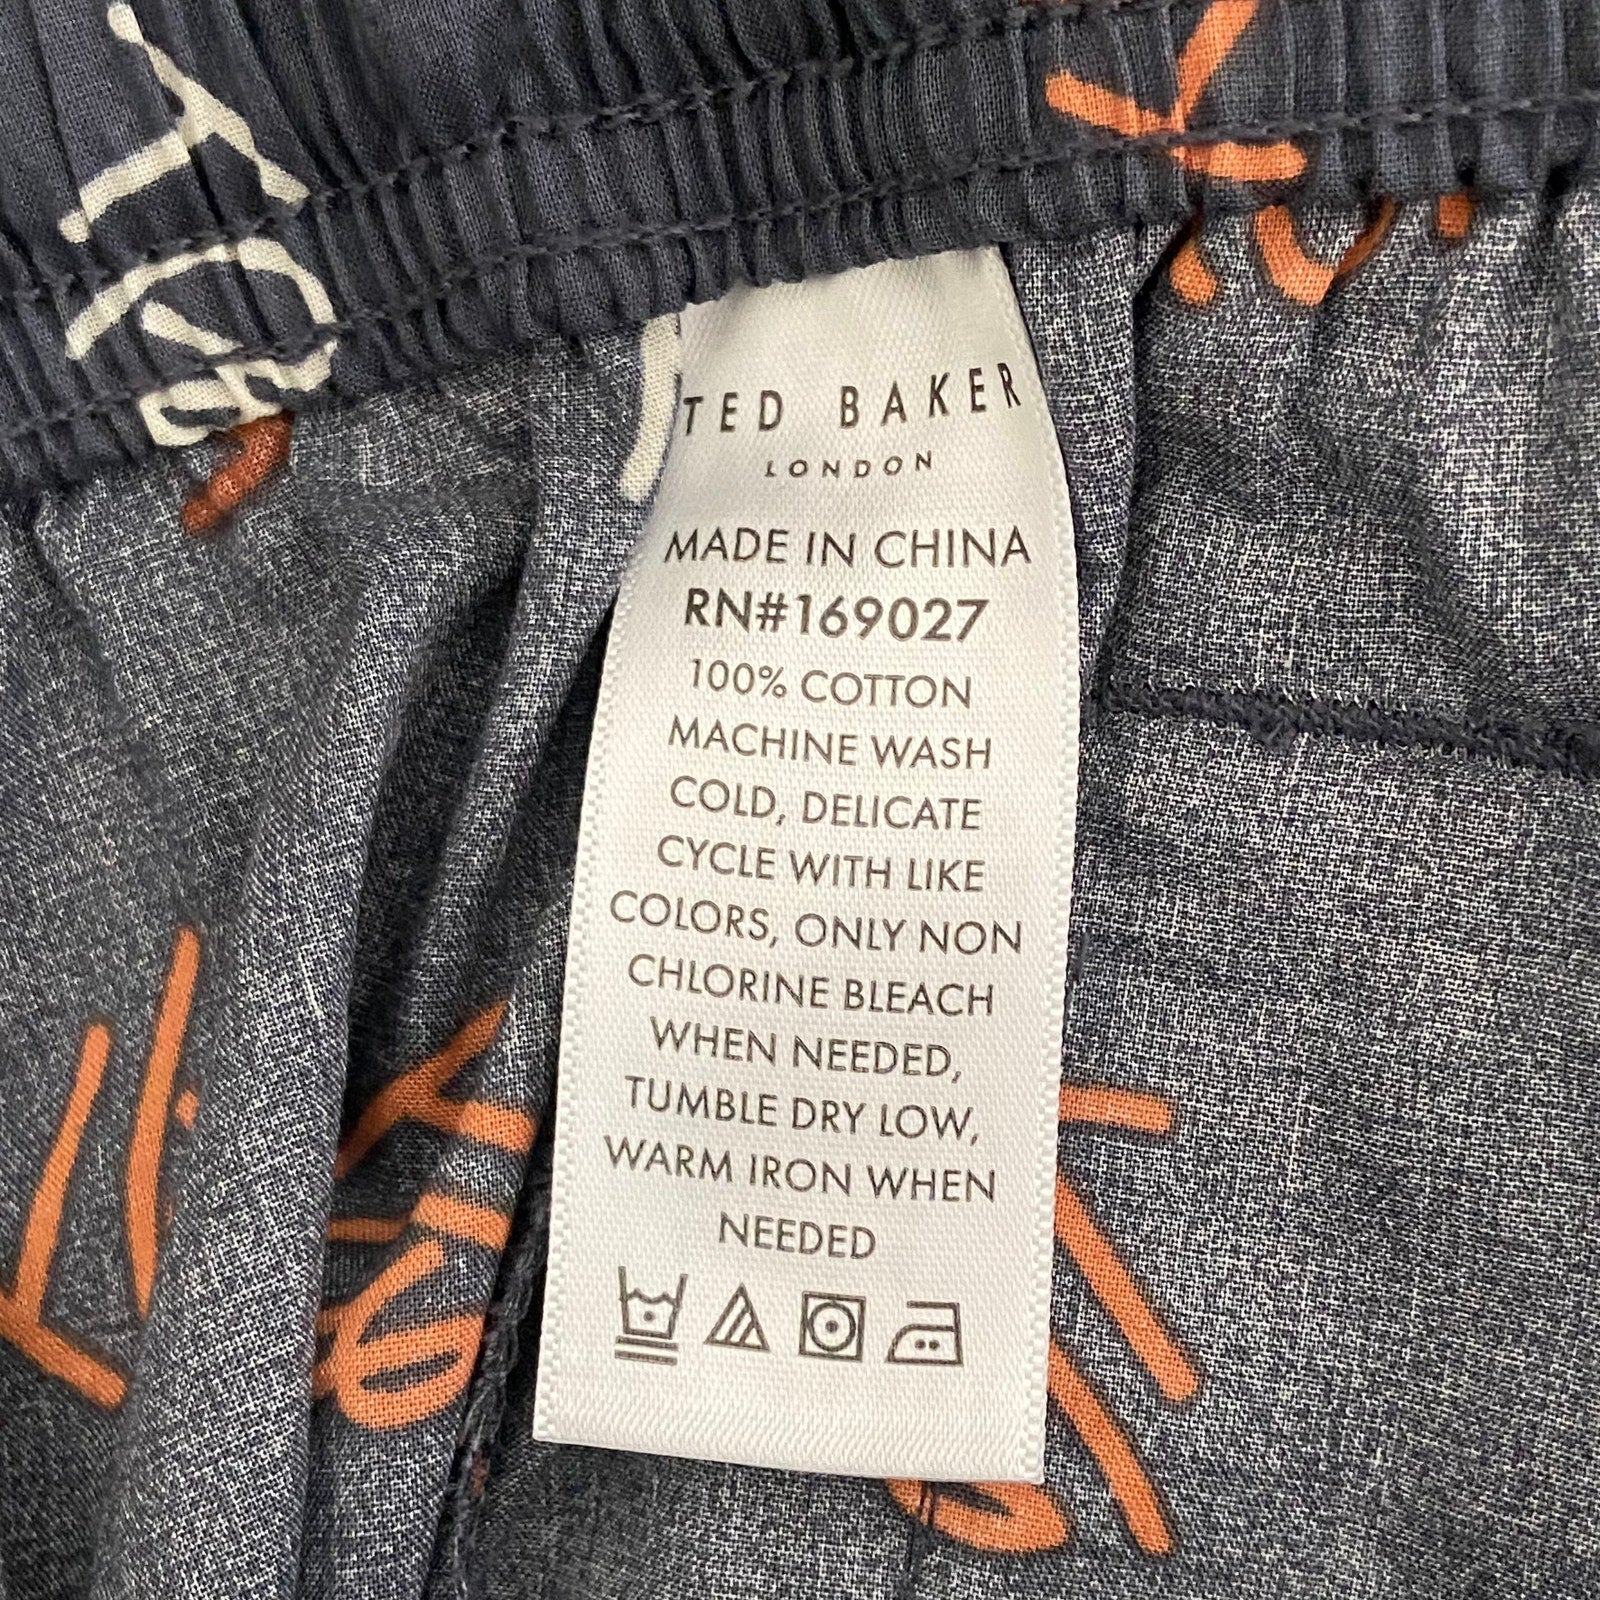 TED BAKER
LONDON
MADE IN CHINA
RN#169027
100% COTTON
MACHINE WASH
COLD, DELICATE
CYCLE WITH LIKE
COLORS, ONLY NON
CHLORINE BLEACH
WHEN NEEDED,
TUMBLE DRY LOW,
WARM IRON WHEN
NEEDED